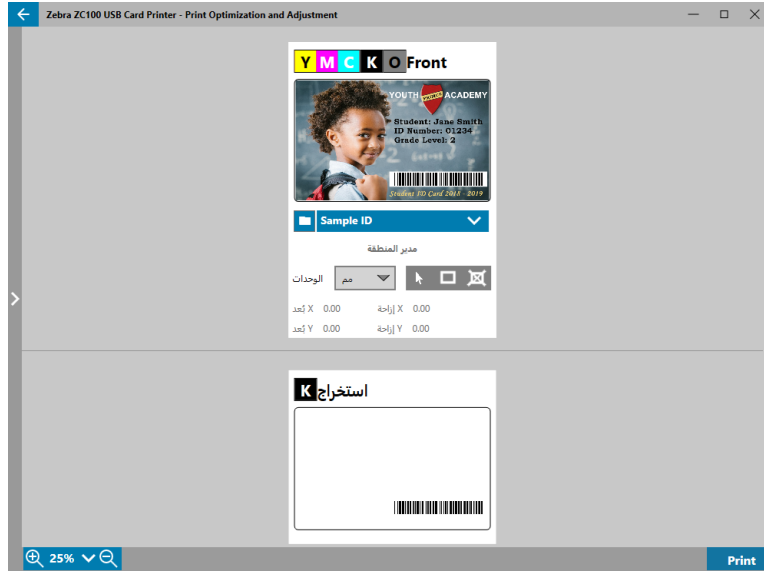 Zebra ZC100 USB Card Printer - Print Optimization and Adjustment
Y M C K O Front
YOUTH ACADEMY
Student: Jane Smith
ID Number: 01234
Grade Level: 2
Student ID Card 2018 - 2019
Sample ID
مدير المنطقة
الوحدات مم
بُعد X 0.00 إزاحة X 0.00
بُعد Y 0.00 إزاحة Y 0.00
K استخراج
25%
Print